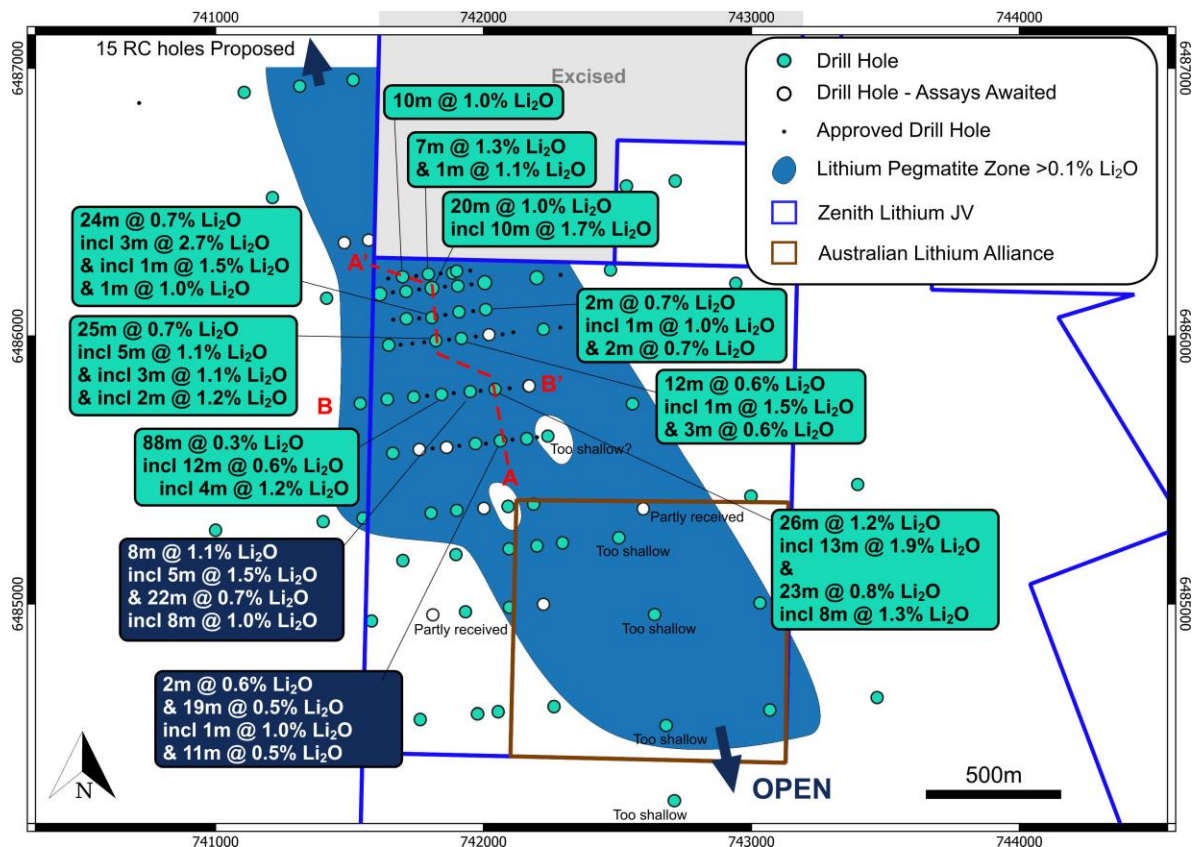 741000
742000
743000
744000
6487000
6487000
15 RC holes Proposed
Excised
Drill Hole
Drill Hole - Assays Awaited
Approved Drill Hole
Lithium Pegmatite Zone >0.1% Li₂O
Zenith Lithium JV
Australian Lithium Alliance
10m @ 1.0% Li₂O
7m @ 1.3% Li₂O
& 1m @ 1.1% Li₂O
20m @ 1.0% Li₂O
incl 10m @ 1.7% Li₂O
24m @ 0.7% Li₂O
incl 3m @ 2.7% Li₂O
& incl 1m @ 1.5% Li₂O
& 1m @ 1.0% Li₂O
A'
2m @ 0.7% Li₂O
incl 1m @ 1.0% Li₂O
& 2m @ 0.7% Li₂O
6486000
6486000
25m @ 0.7% Li₂O
incl 5m @ 1.1% Li₂O
& incl 3m @ 1.1% Li₂O
& incl 2m @ 1.2% Li₂O
12m @ 0.6% Li₂O
incl 1m @ 1.5% Li₂O
& 3m @ 0.6% Li₂O
B
B'
88m @ 0.3% Li₂O
incl 12m @ 0.6% Li₂O
incl 4m @ 1.2% Li₂O
Too shallow?
A
Partly received
Too shallow
26m @ 1.2% Li₂O
incl 13m @ 1.9% Li₂O
&
23m @ 0.8% Li₂O
incl 8m @ 1.3% Li₂O
8m @ 1.1% Li₂O
incl 5m @ 1.5% Li₂O
& 22m @ 0.7% Li₂O
incl 8m @ 1.0% Li₂O
6485000
6485000
Partly received
Too shallow
2m @ 0.6% Li₂O
& 19m @ 0.5% Li₂O
incl 1m @ 1.0% Li₂O
& 11m @ 0.5% Li₂O
Too shallow
OPEN
500m
N
Too shallow
741000
742000
743000
744000